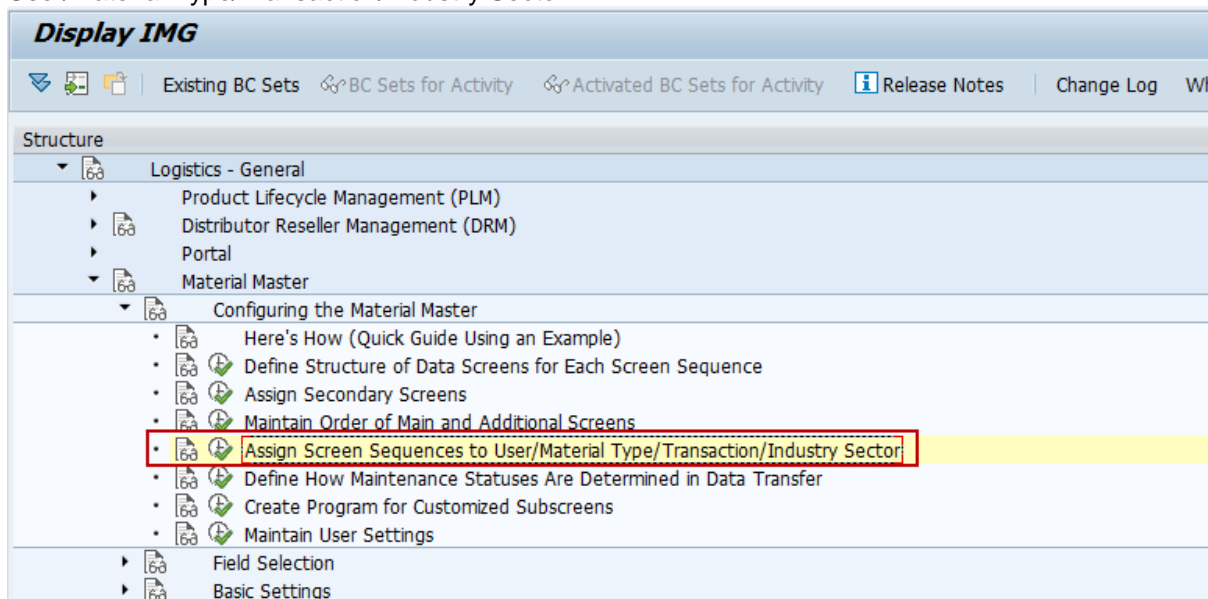 Display IMG
Existing BC Sets BC Sets for Activity Activated BC Sets for Activity Release Notes Change Log
Structure
Logistics - General
Product Lifecycle Management (PLM)
Distributor Reseller Management (DRM)
Portal
Material Master
Configuring the Material Master
Here's How (Quick Guide Using an Example)
Define Structure of Data Screens for Each Screen Sequence
Assign Secondary Screens
Maintain Order of Main and Additional Screens
Assign Screen Sequences to User/Material Type/Transaction/Industry Sector
Define How Maintenance Statuses Are Determined in Data Transfer
Create Program for Customized Subscreens
Maintain User Settings
Field Selection
Basic Settings